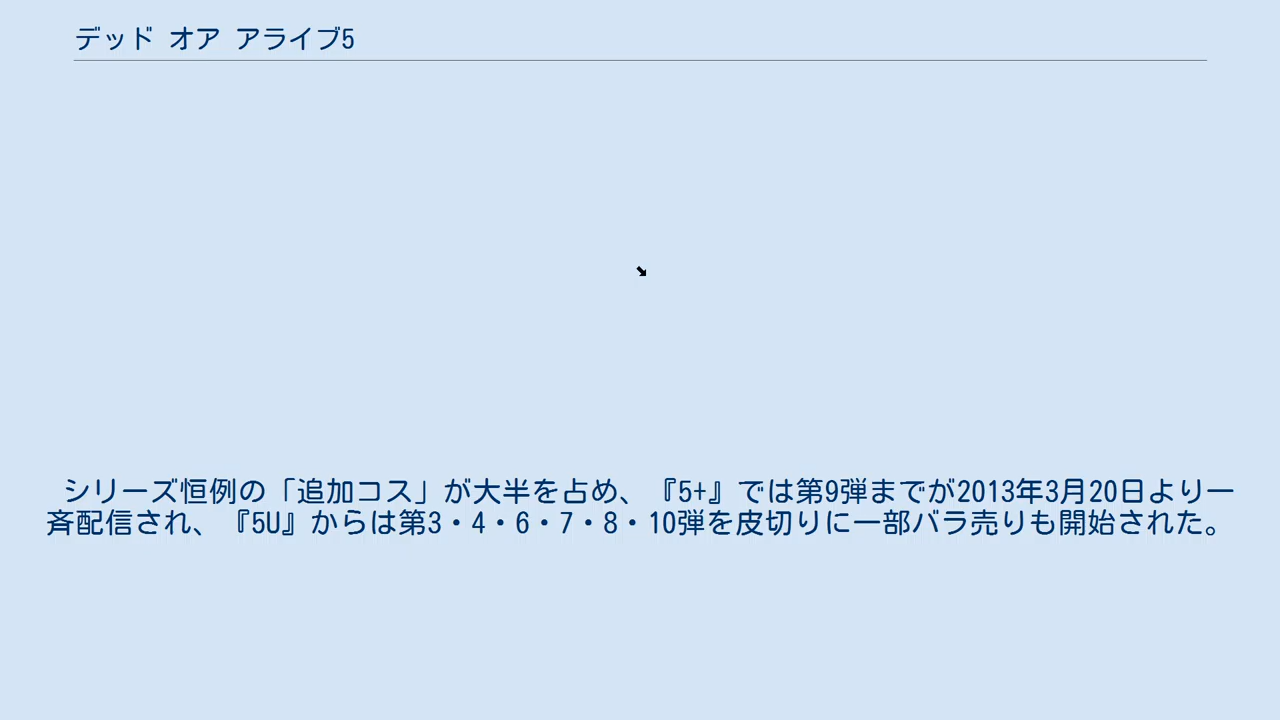 デッド オア アライブ5
シリーズ恒例の「追加コス」が大半を占め、『5+』では第9弾までが2013年3月20日より一
斉配信され、『5U』からは第3・4・6・7・8・10弾を皮切りに一部バラ売りも開始された。